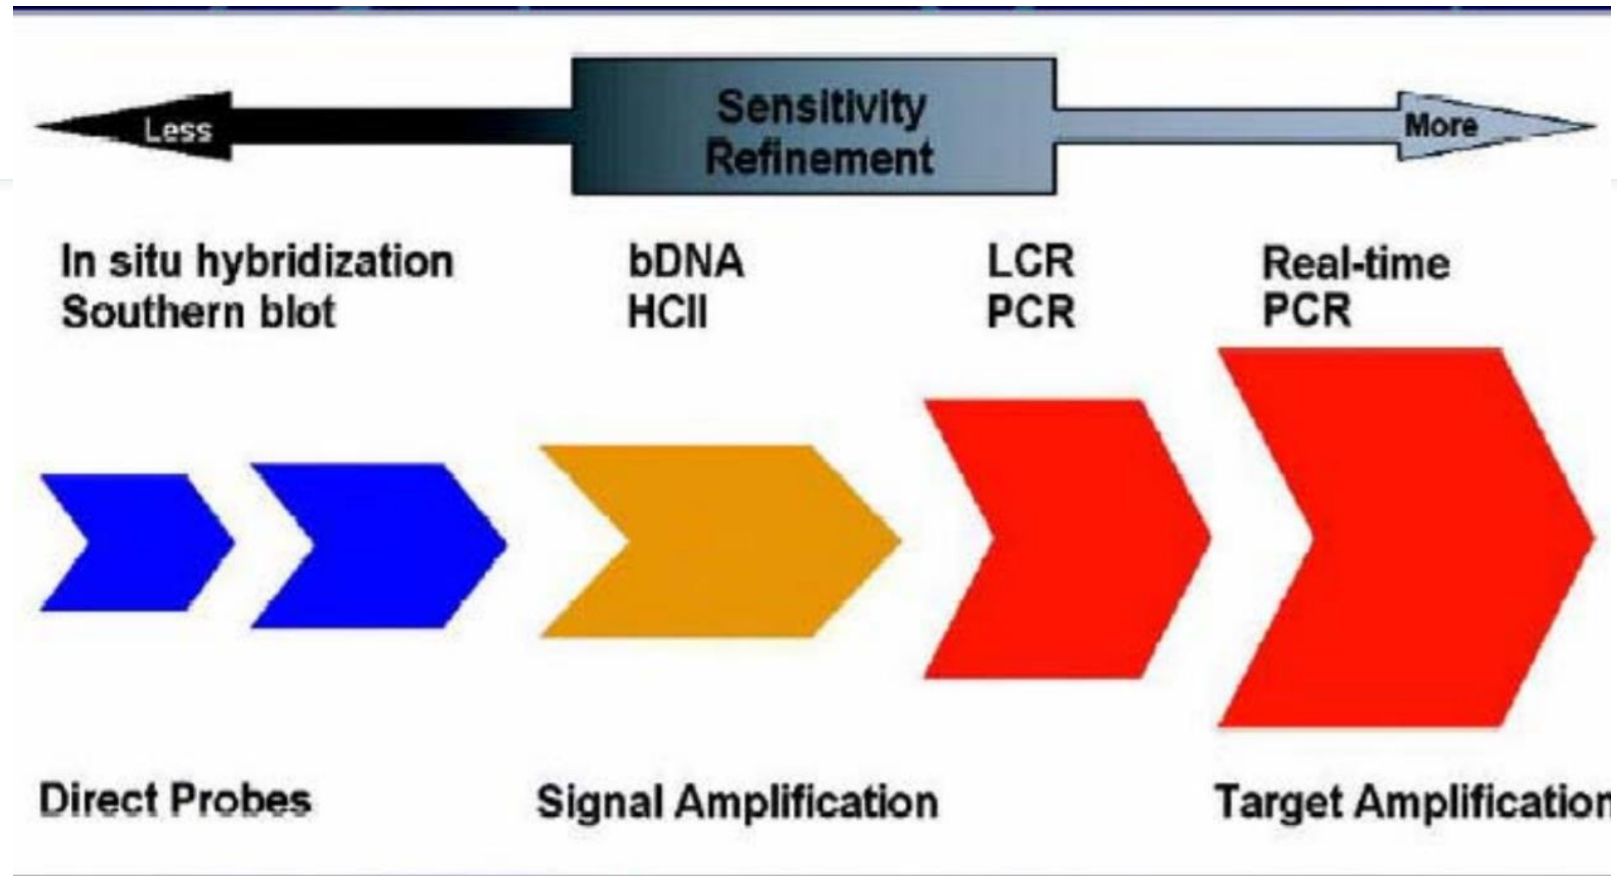 Sensitivity
Refinement
Less
More
In situ hybridization
Southern blot
bDNA
HCII
LCR
PCR
Real-time
PCR
Direct Probes
Signal Amplification
Target Amplification